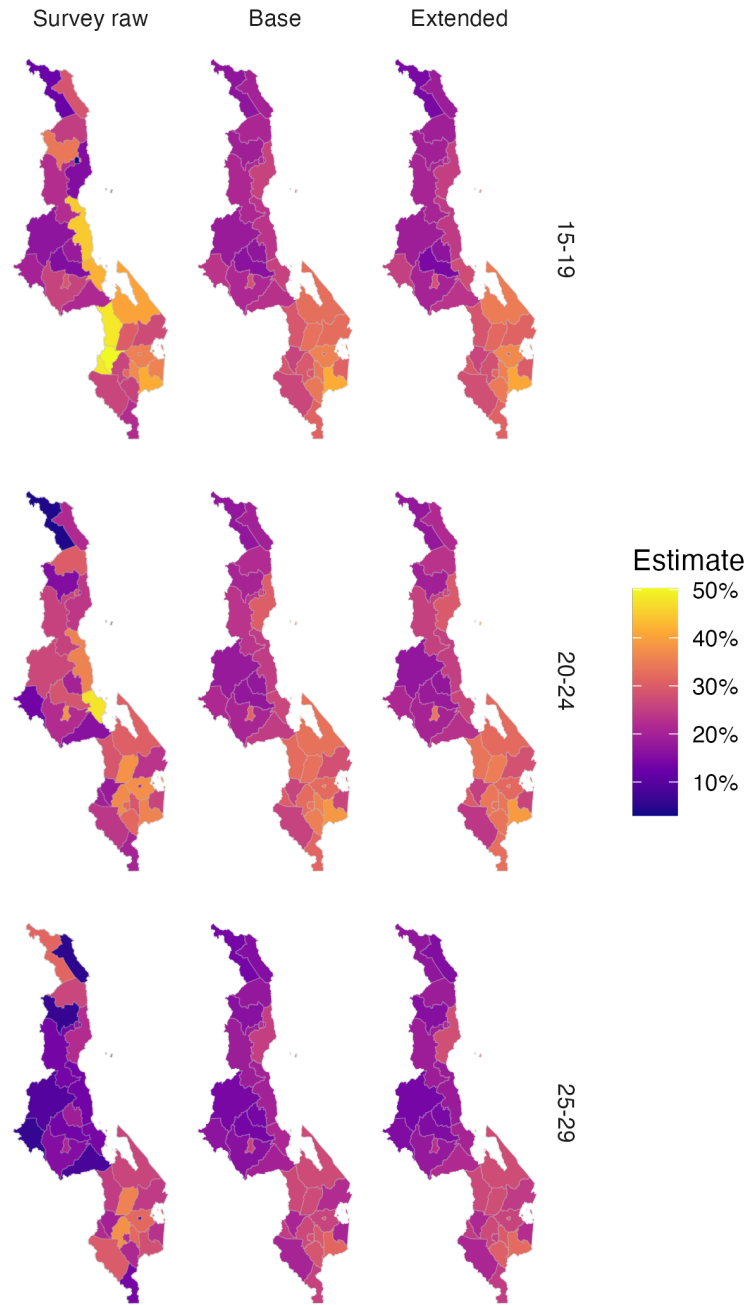 Survey raw
Base
Extended
15-19
20-24
25-29
Estimate
50%
40%
30%
20%
10%